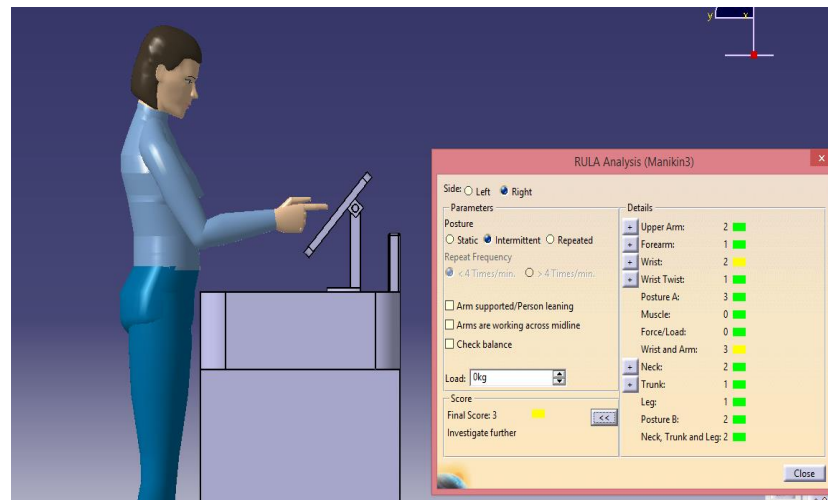 y x
RULA Analysis (Manikin3)
x
Side: Left Right
Parameters
Posture
Static Intermittent Repeated
Repeat Frequency
< 4 Times/min. > 4 Times/min.
Arm supported/Person leaning
Arms are working across midline
Check balance
Load: 0kg
Score
Final Score: 3
<<
Investigate further
Details
+ Upper Arm: 2
+ Forearm: 1
+ Wrist: 2
+ Wrist Twist: 1
Posture A: 3
Muscle: 0
Force/Load: 0
Wrist and Arm: 3
+ Neck: 2
+ Trunk: 1
Leg: 1
Posture B: 2
Neck, Trunk and Leg: 2
Close